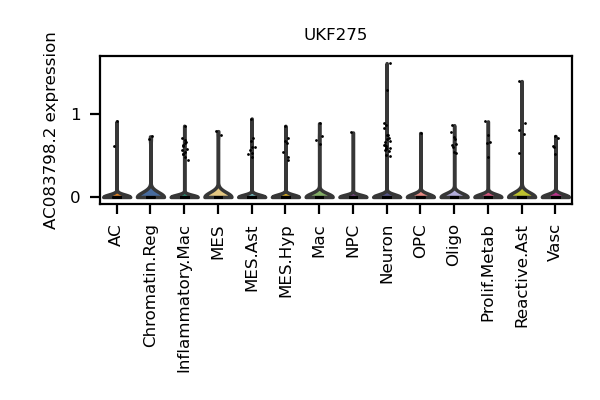 UKF275
AC083798.2 expression
1
0
AC
Chromatin.Reg
Inflammatory.Mac
MES
MES.Ast
MES.Hyp
Mac
NPC
Neuron
OPC
Oligo
Prolif.Metab
Reactive.Ast
Vasc